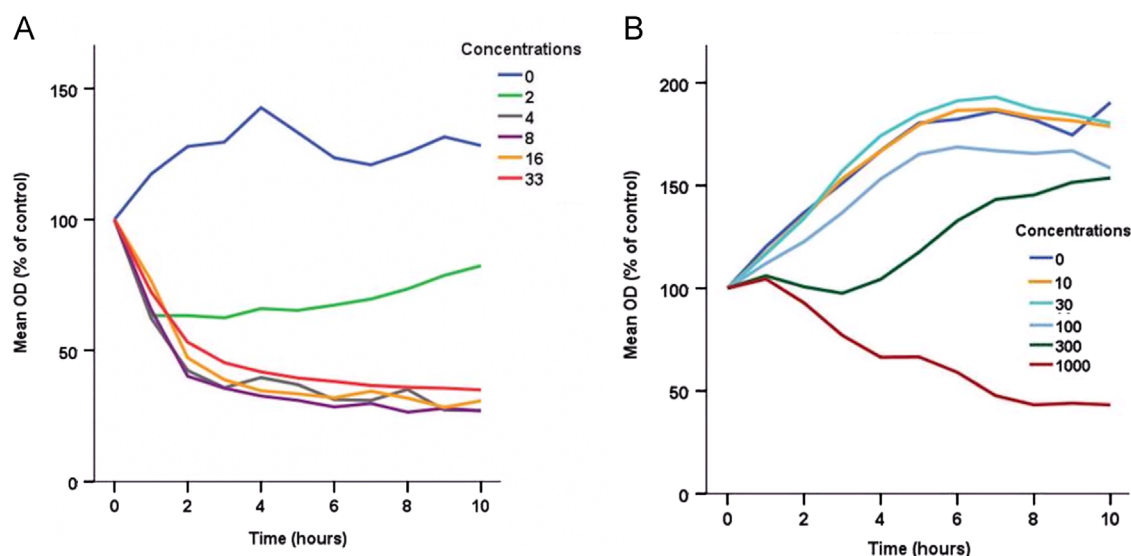 A
Concentrations
0
2
4
8
16
33
150
100
50
0
Mean OD (% of control)
0 2 4 6 8 10
Time (hours)
B
200
150
100
50
0
Mean OD (% of control)
Concentrations
0
10
30
100
300
1000
0 2 4 6 8 10
Time (hours)